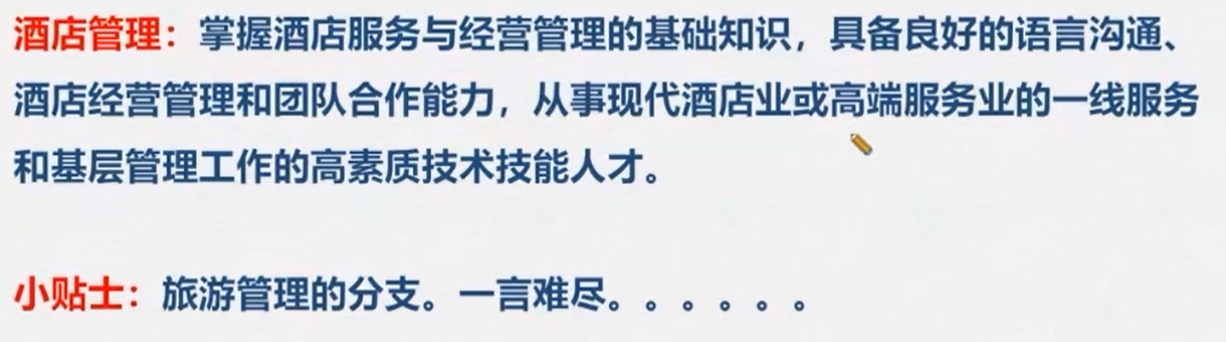 酒店管理：掌握酒店服务与经营管理的基础知识，具备良好的语言沟通、
酒店经营管理和团队合作能力，从事现代酒店业或高端服务业的一线服务
和基层管理工作的高素质技术技能人才。
小贴士：旅游管理的分支。一言难尽。。。。。。